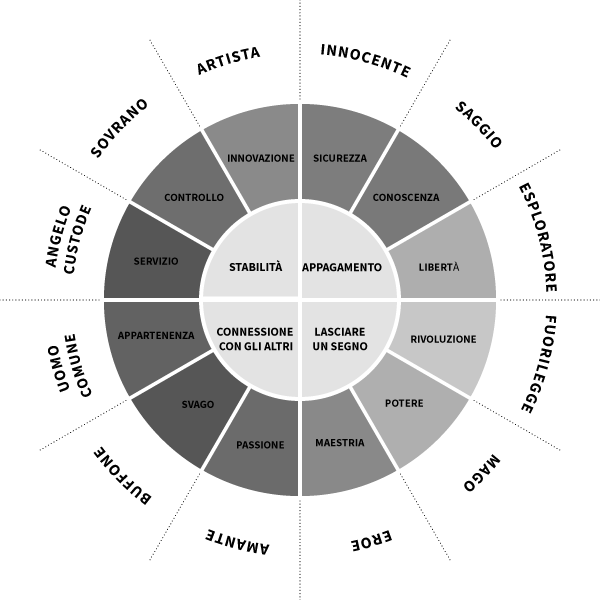 ARTISTA
INNOCENTE
SOVRANO
SAGGIO
ANGELO
CUSTODE
ESPLORATORE
INNOVAZIONE
SICUREZZA
CONTROLLO
CONOSCENZA
SERVIZIO
STABILITÀ
APPAGAMENTO
LIBERTÀ
APPARTENENZA
CONNESSIONE
CON GLI ALTRI
LASCIARE
UN SEGNO
RIVOLUZIONE
SVAGO
POTERE
PASSIONE
MAESTRIA
UOMO
COMUNE
FUORILEGGE
BUFFONE
MAGO
AMANTE
EROE